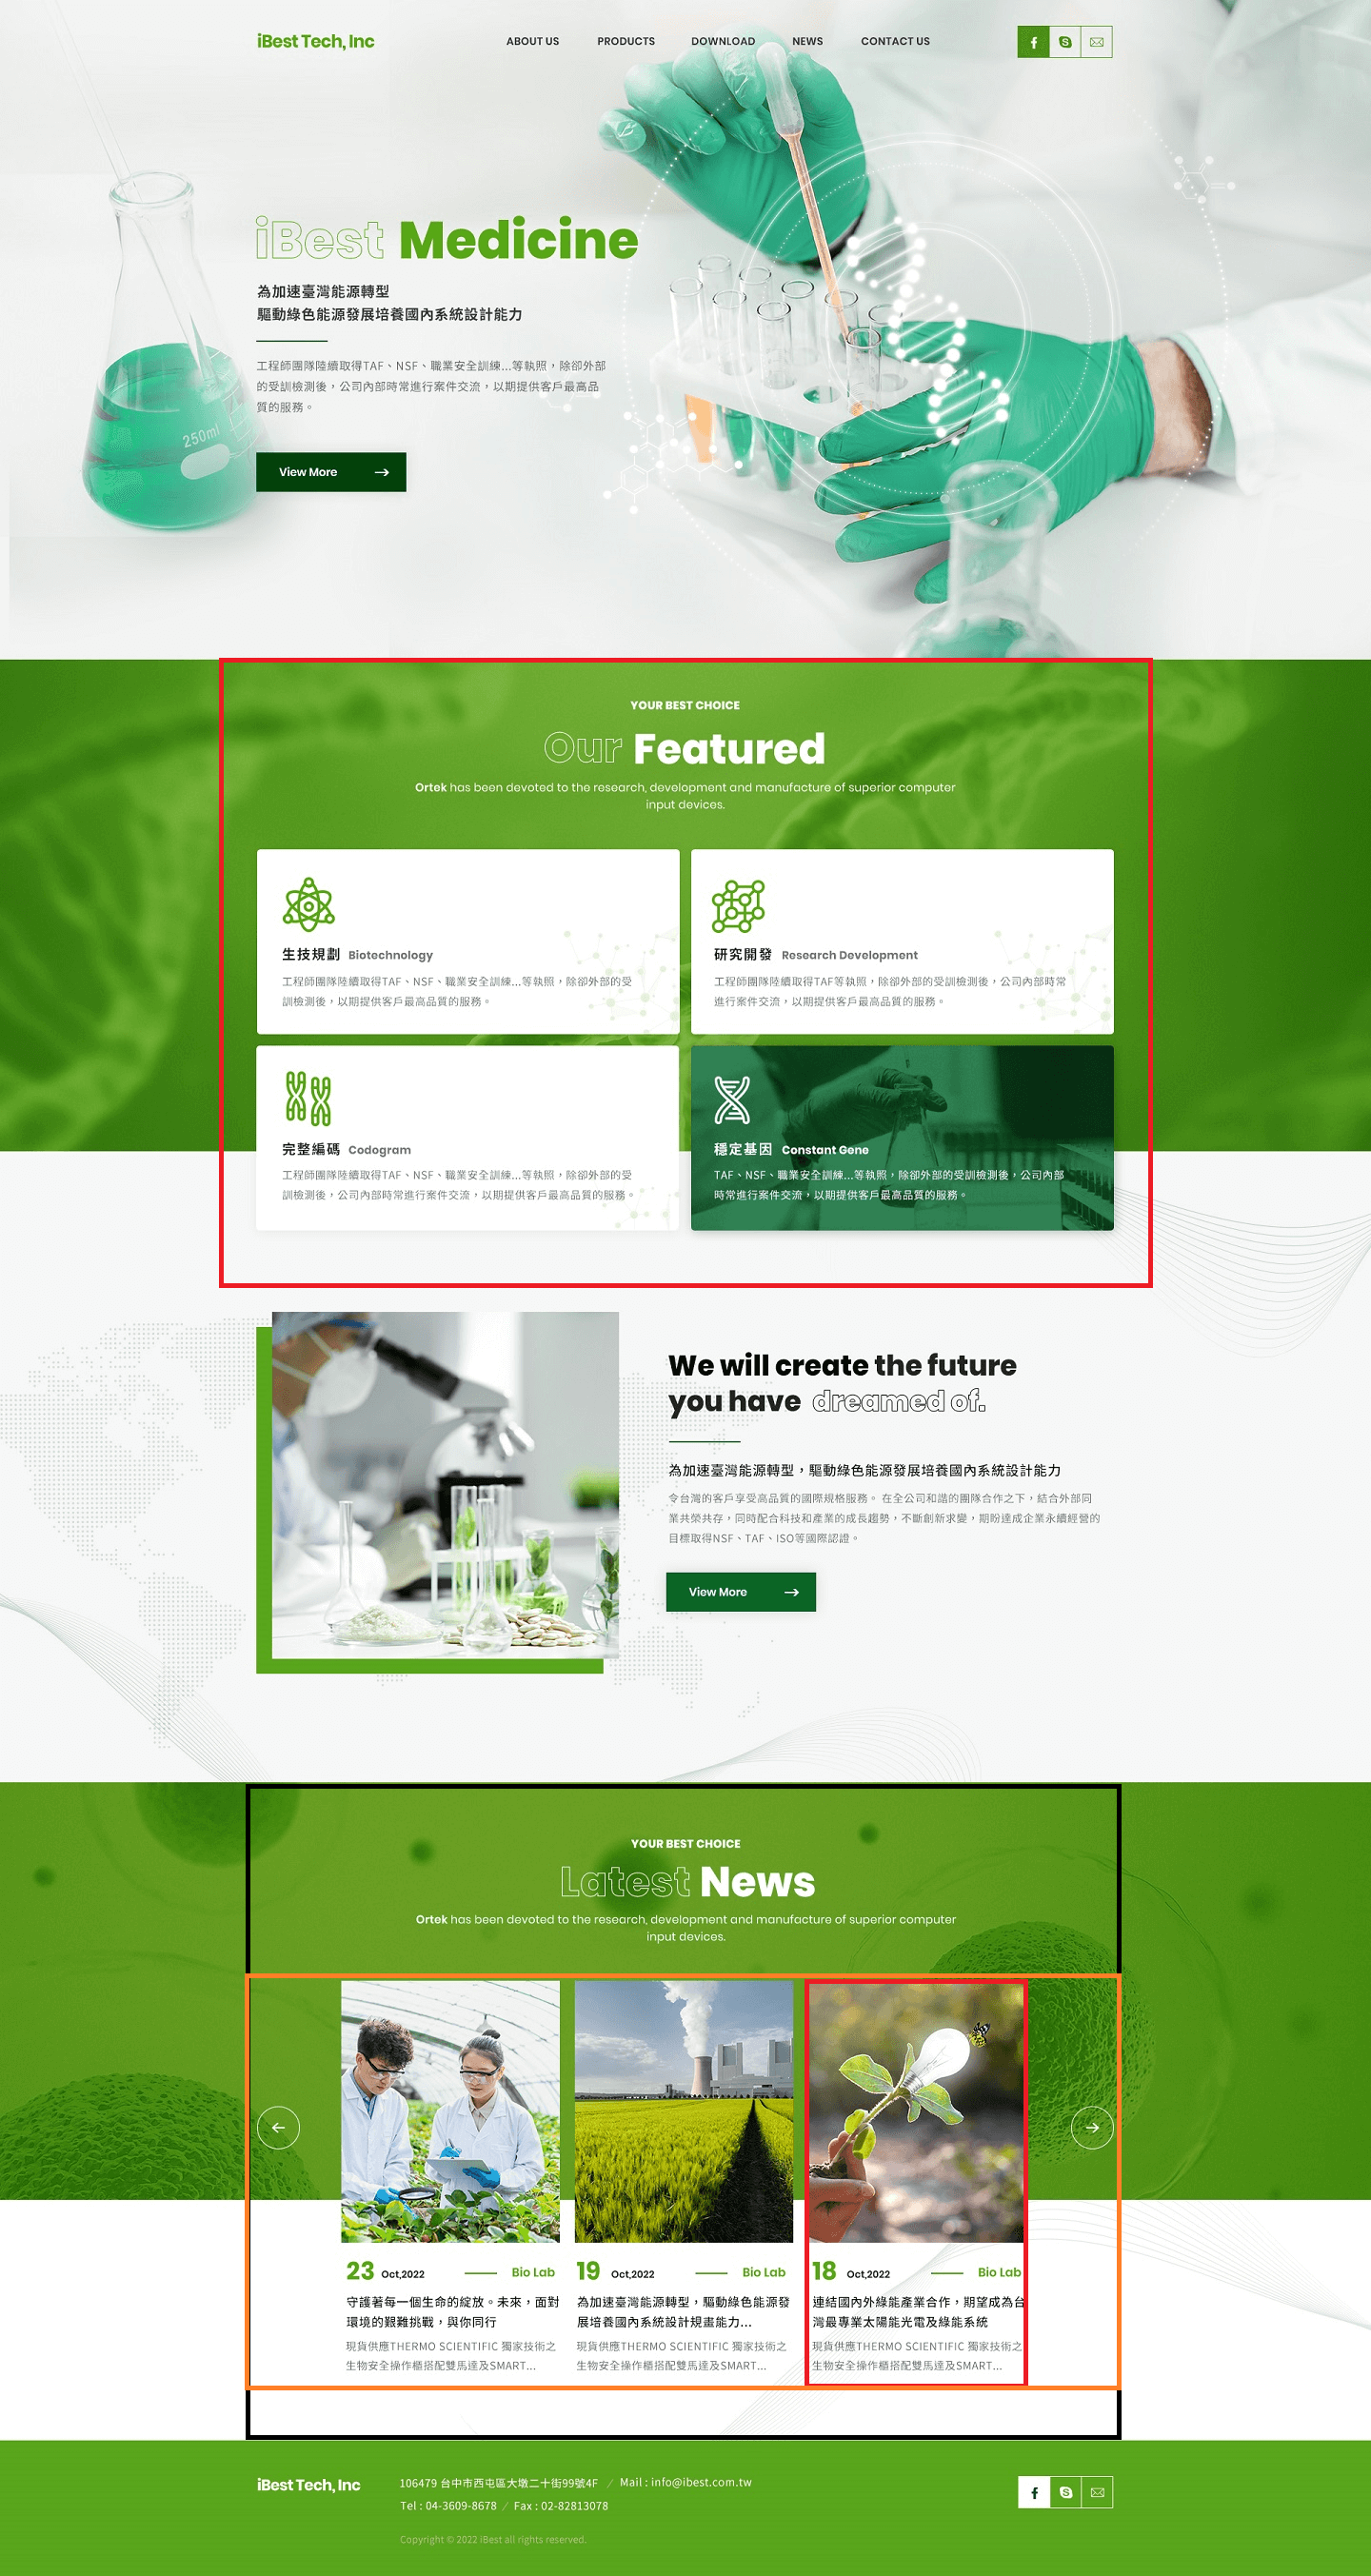 iBest Tech, Inc
ABOUT US
PRODUCTS
DOWNLOAD
NEWS
CONTACT US
iBest Medicine
為加速臺灣能源轉型
驅動綠色能源發展培養國內系統設計能力
工程師團隊陸續取得TAF、NSF、職業安全訓練...等執照，除卻外部
的受訓檢測後，公司內部時常進行案件交流，以期提供客戶最高品
質的服務。
250ml
View More
YOUR BEST CHOICE
Our Featured
Ortek has been devoted to the research, development and manufacture of superior computer
input devices.
生技規劃 Biotechnology
工程師團隊陸續取得TAF、NSF、職業安全訓練...等執照，除卻外部的受
訓檢測後，以期提供客戶最高品質的服務。
研究開發 Research Development
工程師團隊陸續取得TAF等執照，除卻外部的受訓檢測後，公司內部時常
進行案件交流，以期提供客戶最高品質的服務。
完整編碼 Codogram
工程師團隊陸續取得TAF、NSF、職業安全訓練...等執照，除卻外部的受
訓檢測後，公司內部時常進行案件交流，以期提供客戶最高品質的服務。
穩定基因 Constant Gene
TAF、NSF、職業安全訓練...等執照，除卻外部的受訓檢測後，公司內部
時常進行案件交流，以期提供客戶最高品質的服務。
We will create the future
you have dreamed of.
為加速臺灣能源轉型，驅動綠色能源發展培養國內系統設計能力
令台灣的客戶享受高品質的國際規格服務。 在全公司和諧的團隊合作之下，結合外部同
業共榮共存，同時配合科技和產業的成長趨勢，不斷創新求變，期盼達成企業永續經營的
目標取得NSF、TAF、ISO等國際認證。
View More
YOUR BEST CHOICE
Latest News
Ortek has been devoted to the research, development and manufacture of superior computer
input devices.
23 Oct,2022 Bio Lab
守護著每一個生命的綻放。未來，面對
環境的艱難挑戰，與你同行
現貨供應THERMO SCIENTIFIC 獨家技術之
生物安全操作櫃搭配雙馬達及SMART...
19 Oct,2022 Bio Lab
為加速臺灣能源轉型，驅動綠色能源發
展培養國內系統設計規畫能力...
現貨供應THERMO SCIENTIFIC 獨家技術之
生物安全操作櫃搭配雙馬達及SMART...
18 Oct,2022 Bio Lab
連結國內外綠能產業合作，期望成為台
灣最專業太陽能光電及綠能系統
現貨供應THERMO SCIENTIFIC 獨家技術之
生物安全操作櫃搭配雙馬達及SMART...
iBest Tech, Inc
106479 台中市西屯區大墩二十街99號4F / Mail : info@ibest.com.tw
Tel : 04-3609-8678 / Fax : 02-82813078
Copyright © 2022 iBest all rights reserved.